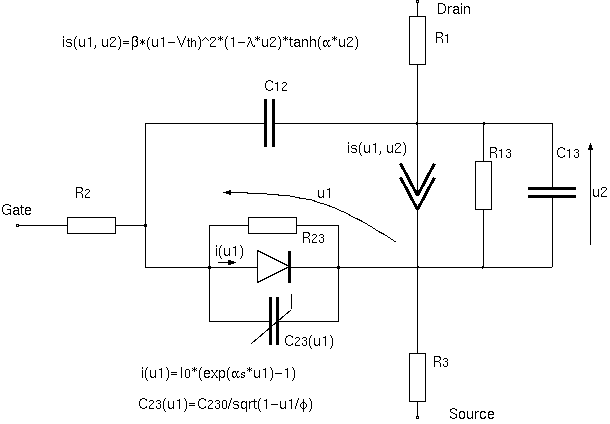 Drain
is(u1, u2)=β*(u1-Vth)^2*(1-λ*u2)*tanh(α*u2)
R1
C12
is(u1, u2)
R13
C13
R2
u1
u2
Gate
i(u1)
R23
C23(u1)
R3
i(u1)=I0*(exp(αs*u1)-1)
C23(u1)=C230/sqrt(1-u1/ϕ)
Source